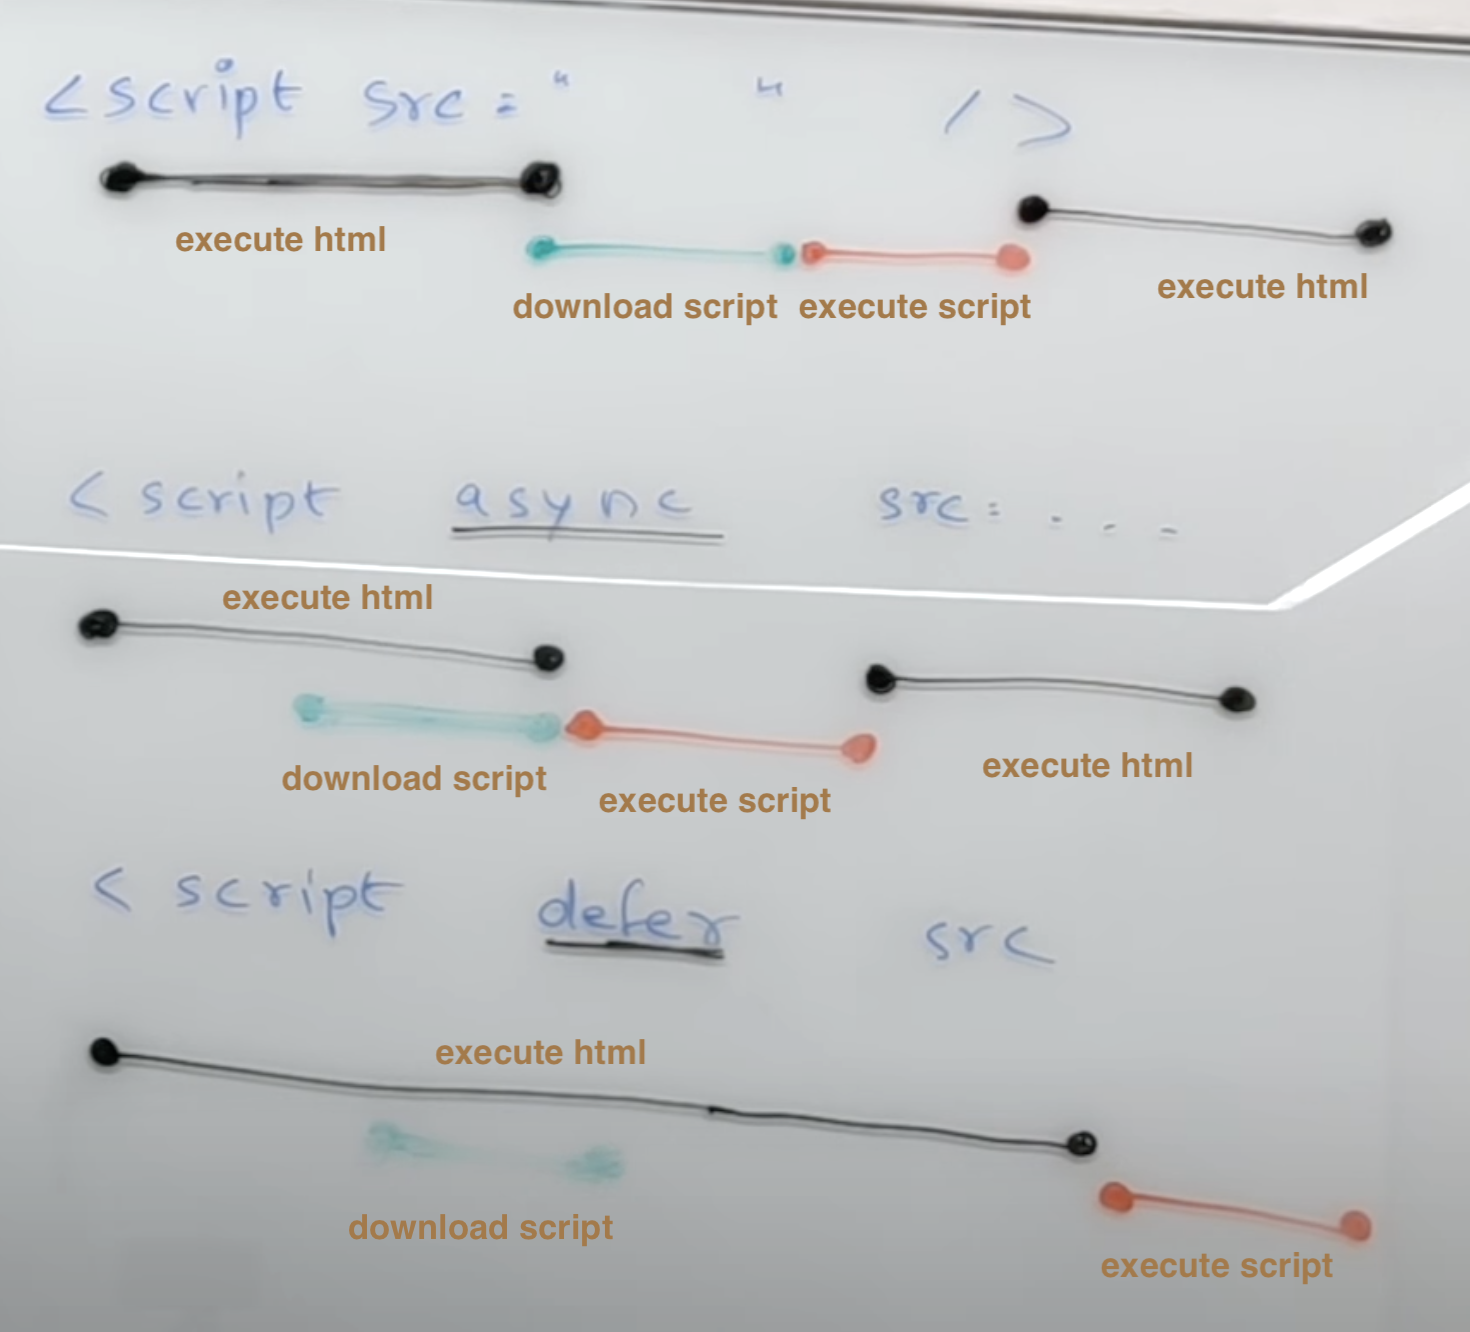 <script src = " " />
execute html
download script execute script execute html
<script async src = . . .
execute html
download script execute script execute html
<script defer src
execute html
download script
execute script